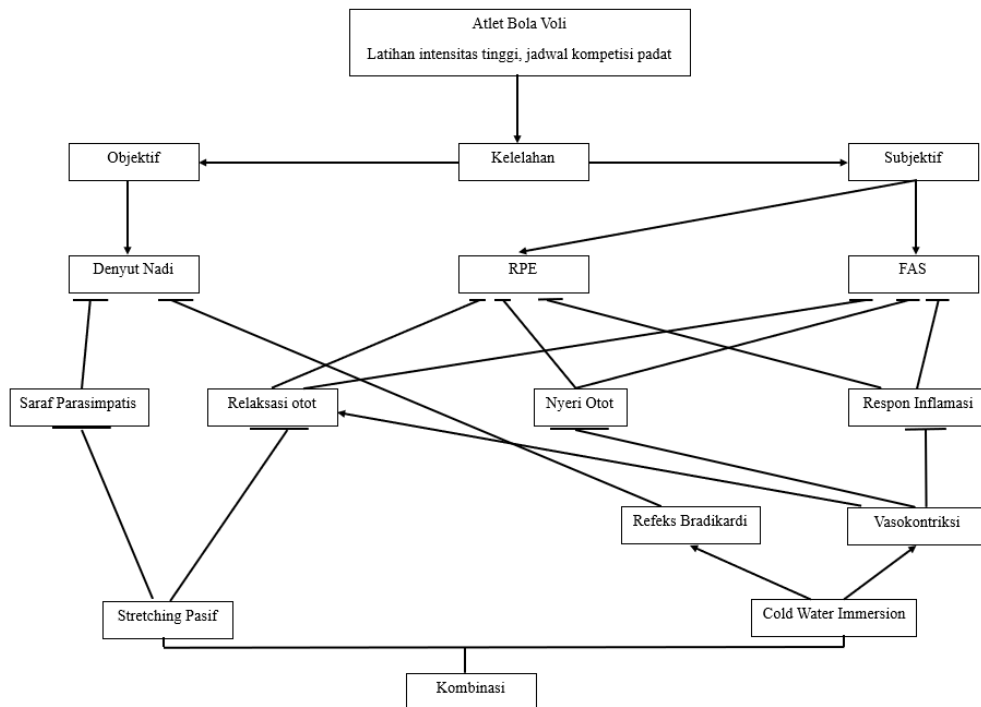 Atlet Bola Voli
Latihan intensitas tinggi, jadwal kompetisi padat
Objektif
Kelelahan
Subjektif
Denyut Nadi
RPE
FAS
Saraf Parasimpatis
Relaksasi otot
Nyeri Otot
Respon Inflamasi
Refeks Bradikardi
Vasokontriksi
Stretching Pasif
Cold Water Immersion
Kombinasi